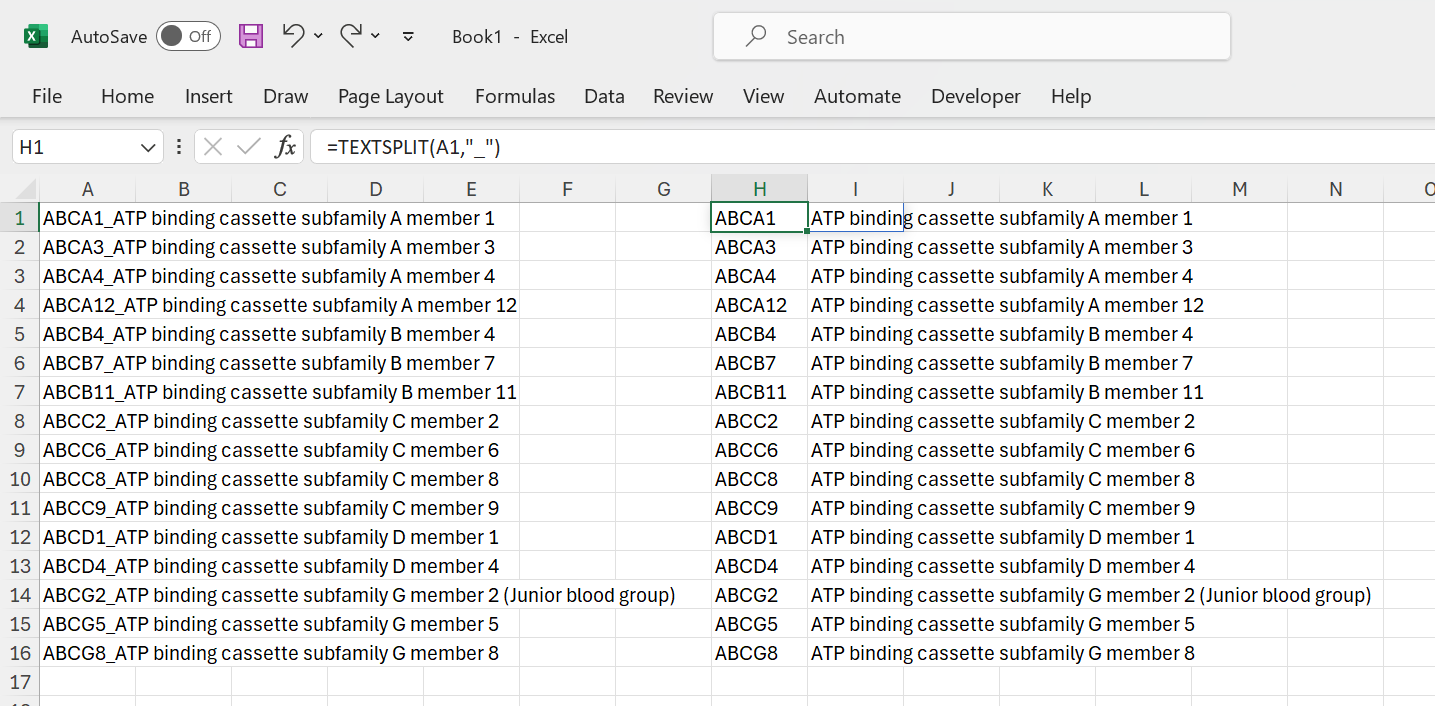 AutoSave Off Book1 - Excel Search
File Home Insert Draw Page Layout Formulas Data Review View Automate Developer Help
H1 fx =TEXTSPLIT(A1,"_")
A B C D E F G H I J K L M N O
1 ABCA1_ATP binding cassette subfamily A member 1 ABCA1 ATP binding cassette subfamily A member 1
2 ABCA3_ATP binding cassette subfamily A member 3 ABCA3 ATP binding cassette subfamily A member 3
3 ABCA4_ATP binding cassette subfamily A member 4 ABCA4 ATP binding cassette subfamily A member 4
4 ABCA12_ATP binding cassette subfamily A member 12 ABCA12 ATP binding cassette subfamily A member 12
5 ABCB4_ATP binding cassette subfamily B member 4 ABCB4 ATP binding cassette subfamily B member 4
6 ABCB7_ATP binding cassette subfamily B member 7 ABCB7 ATP binding cassette subfamily B member 7
7 ABCB11_ATP binding cassette subfamily B member 11 ABCB11 ATP binding cassette subfamily B member 11
8 ABCC2_ATP binding cassette subfamily C member 2 ABCC2 ATP binding cassette subfamily C member 2
9 ABCC6_ATP binding cassette subfamily C member 6 ABCC6 ATP binding cassette subfamily C member 6
10 ABCC8_ATP binding cassette subfamily C member 8 ABCC8 ATP binding cassette subfamily C member 8
11 ABCC9_ATP binding cassette subfamily C member 9 ABCC9 ATP binding cassette subfamily C member 9
12 ABCD1_ATP binding cassette subfamily D member 1 ABCD1 ATP binding cassette subfamily D member 1
13 ABCD4_ATP binding cassette subfamily D member 4 ABCD4 ATP binding cassette subfamily D member 4
14 ABCG2_ATP binding cassette subfamily G member 2 (Junior blood group) ABCG2 ATP binding cassette subfamily G member 2 (Junior blood group)
15 ABCG5_ATP binding cassette subfamily G member 5 ABCG5 ATP binding cassette subfamily G member 5
16 ABCG8_ATP binding cassette subfamily G member 8 ABCG8 ATP binding cassette subfamily G member 8
17